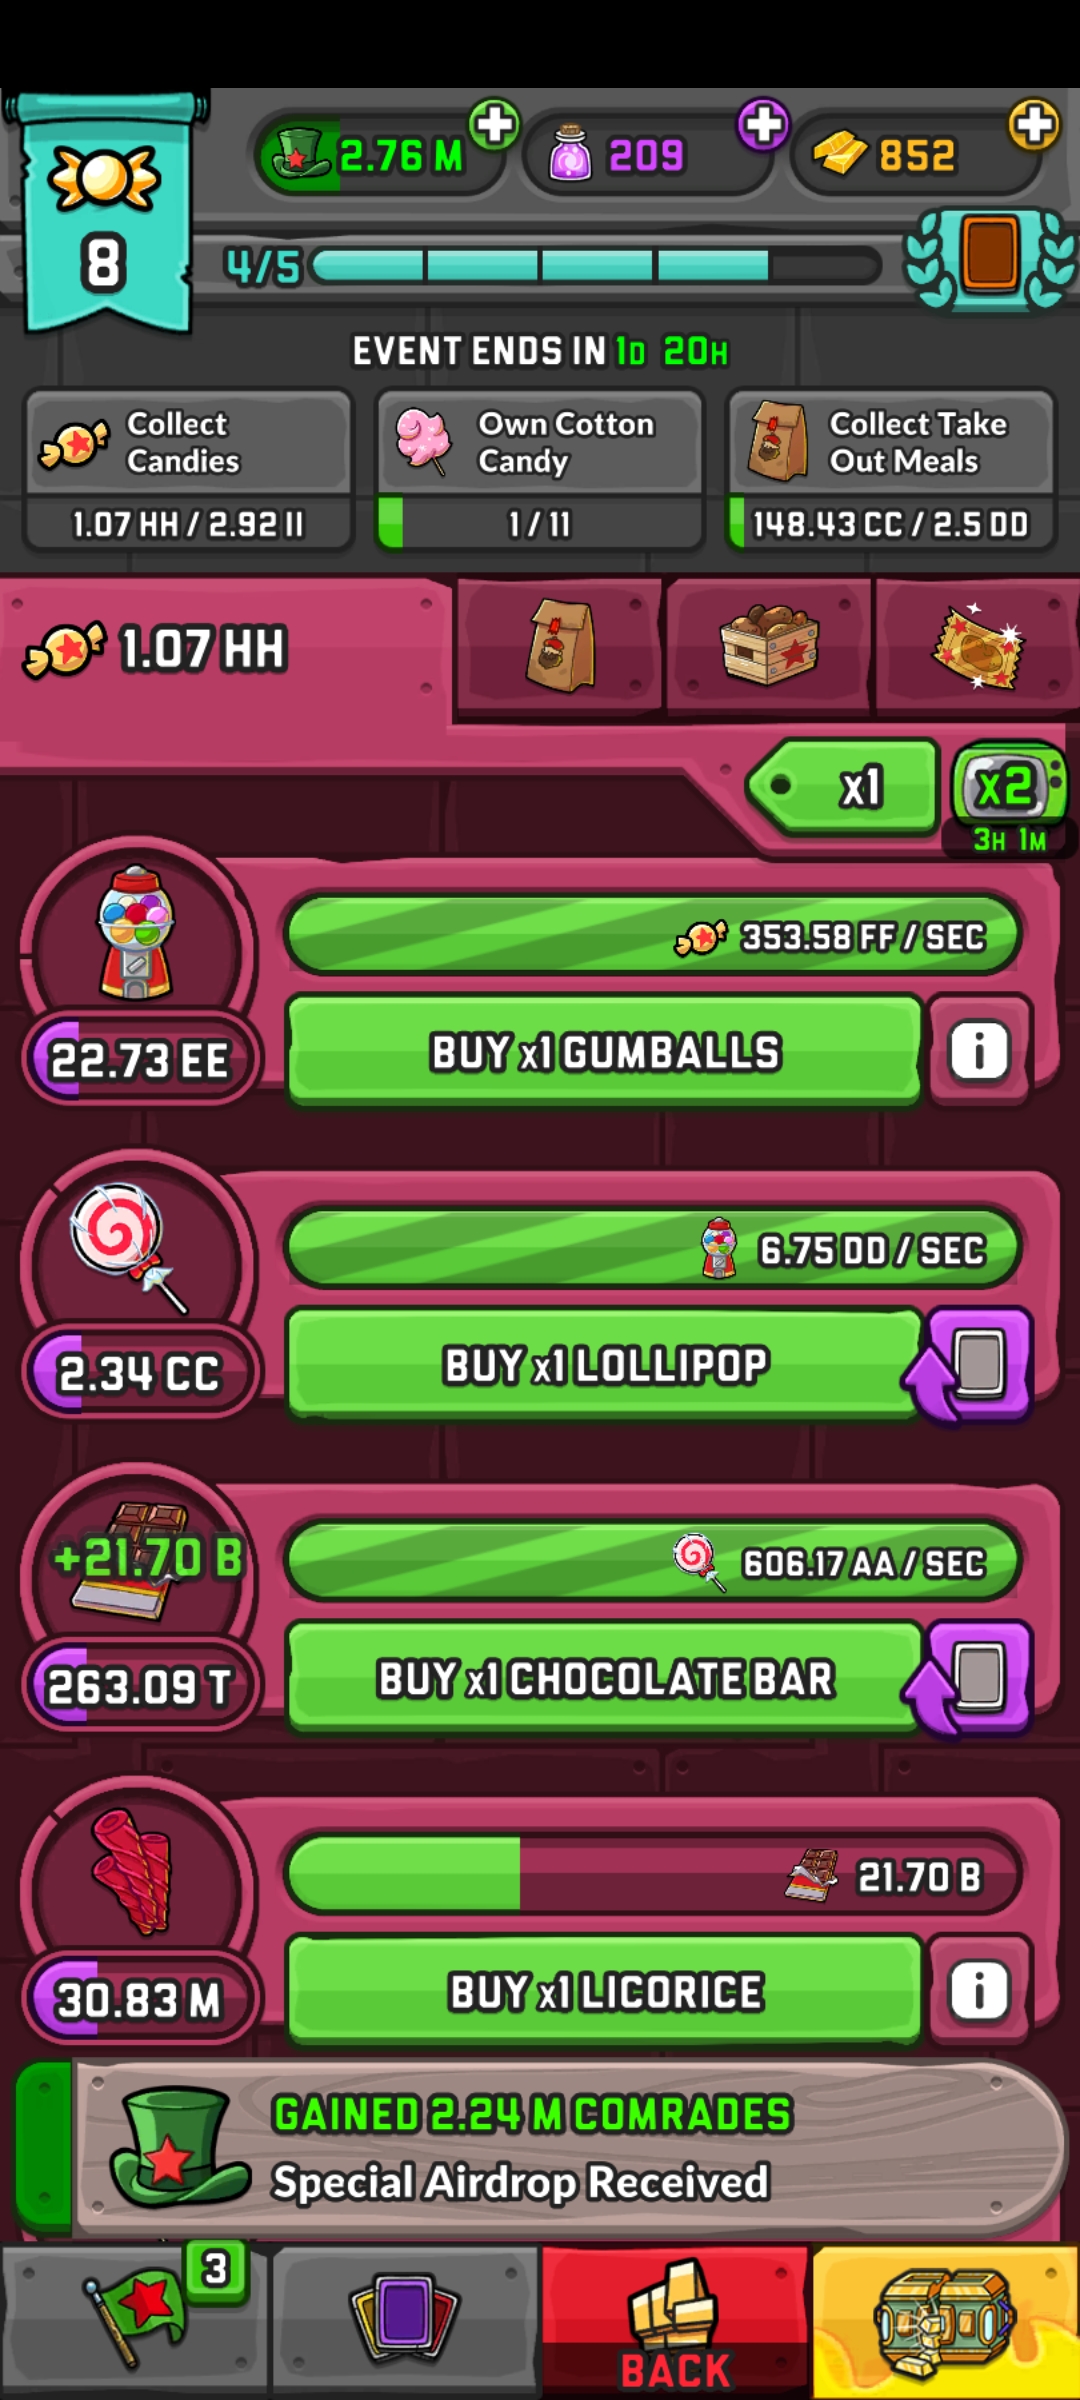 2.76 M
209
852
8
4/5
EVENT ENDS IN 1D 20H
Collect
Candies
1.07 HH / 2.92 II
Own Cotton
Candy
1 / 11
Collect Take
Out Meals
148.43 CC / 2.5 DD
1.07 HH
x1
x2
3H 1M
353.58 FF / SEC
22.73 EE
BUY x1 GUMBALLS
i
6.75 DD / SEC
2.34 CC
BUY x1 LOLLIPOP
+21.70 B
606.17 AA / SEC
263.09 T
BUY x1 CHOCOLATE BAR
21.70 B
30.83 M
BUY x1 LICORICE
i
GAINED 2.24 M COMRADES
Special Airdrop Received
3
BACK